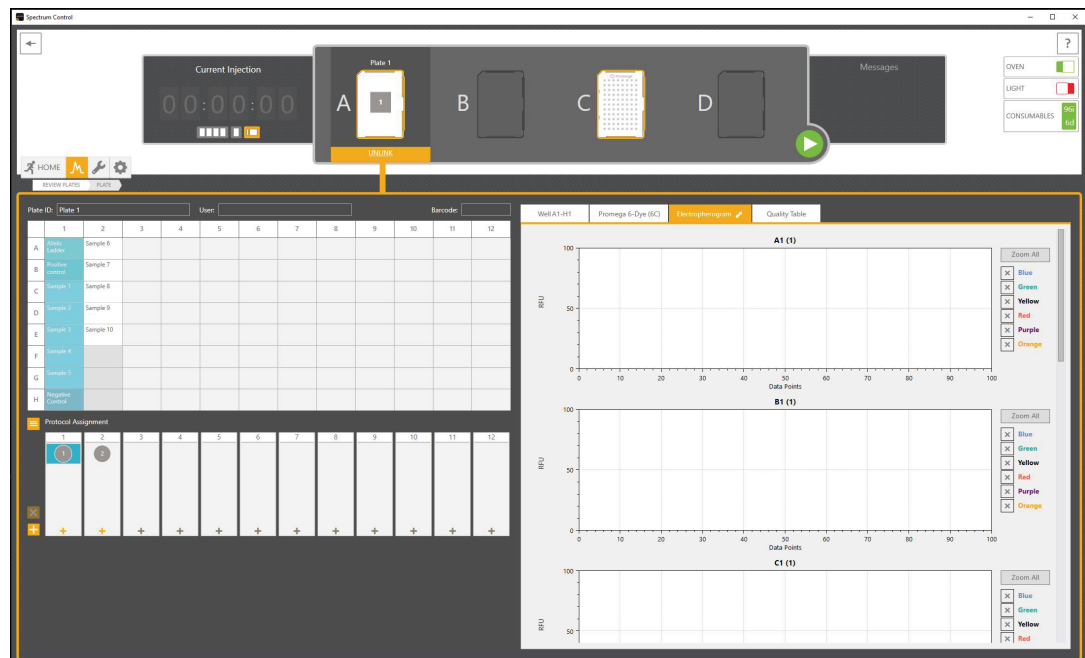 Spectrum Control
?
Current Injection
00:00:00
Plate 1
A
1
B
C
Promega
D
UNLINK
Messages
OVEN
LIGHT
CONSUMABLES
96i
6d
HOME
REVIEW PLATES
PLATE
Plate ID: Plate 1
User:
Barcode:
1 2 3 4 5 6 7 8 9 10 11 12
A Allelic Ladder Sample 6
B Positive control Sample 7
C Sample 1 Sample 8
D Sample 2 Sample 9
E Sample 3 Sample 10
F Sample 4
G Sample 5
H Negative Control
Protocol Assignment
1 2 3 4 5 6 7 8 9 10 11 12
1 2
Well A1-H1
Promega 6-Dye (6C)
Electropherogram
Quality Table
A1 (1)
Zoom All
Blue
Green
Yellow
Red
Purple
Orange
RFU
100
50
0
0 10 20 30 40 50 60 70 80 90 100
Data Points
B1 (1)
Zoom All
Blue
Green
Yellow
Red
Purple
Orange
RFU
100
50
0
0 10 20 30 40 50 60 70 80 90 100
Data Points
C1 (1)
Zoom All
Blue
Green
Yellow
Red
RFU
100
50